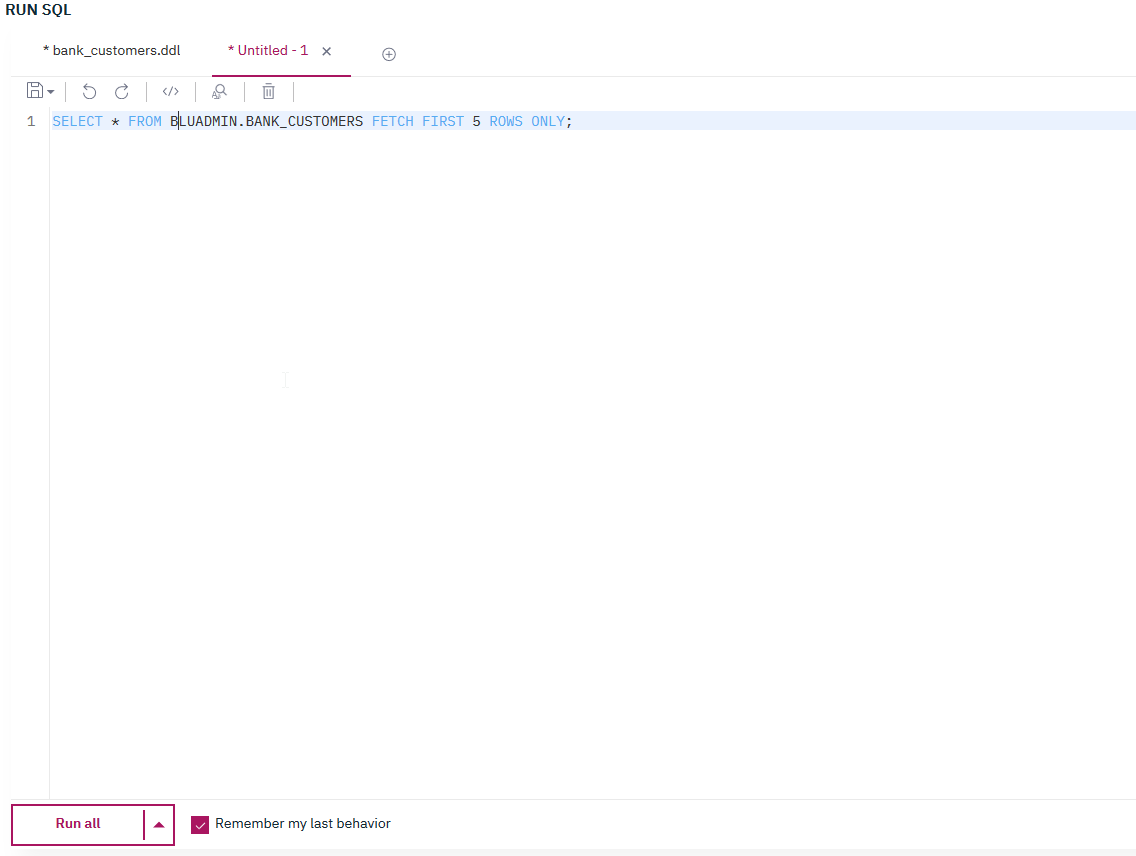 RUN SQL
* bank_customers.ddl
* Untitled - 1
1 SELECT * FROM BLUADMIN.BANK_CUSTOMERS FETCH FIRST 5 ROWS ONLY;
Run all
Remember my last behavior